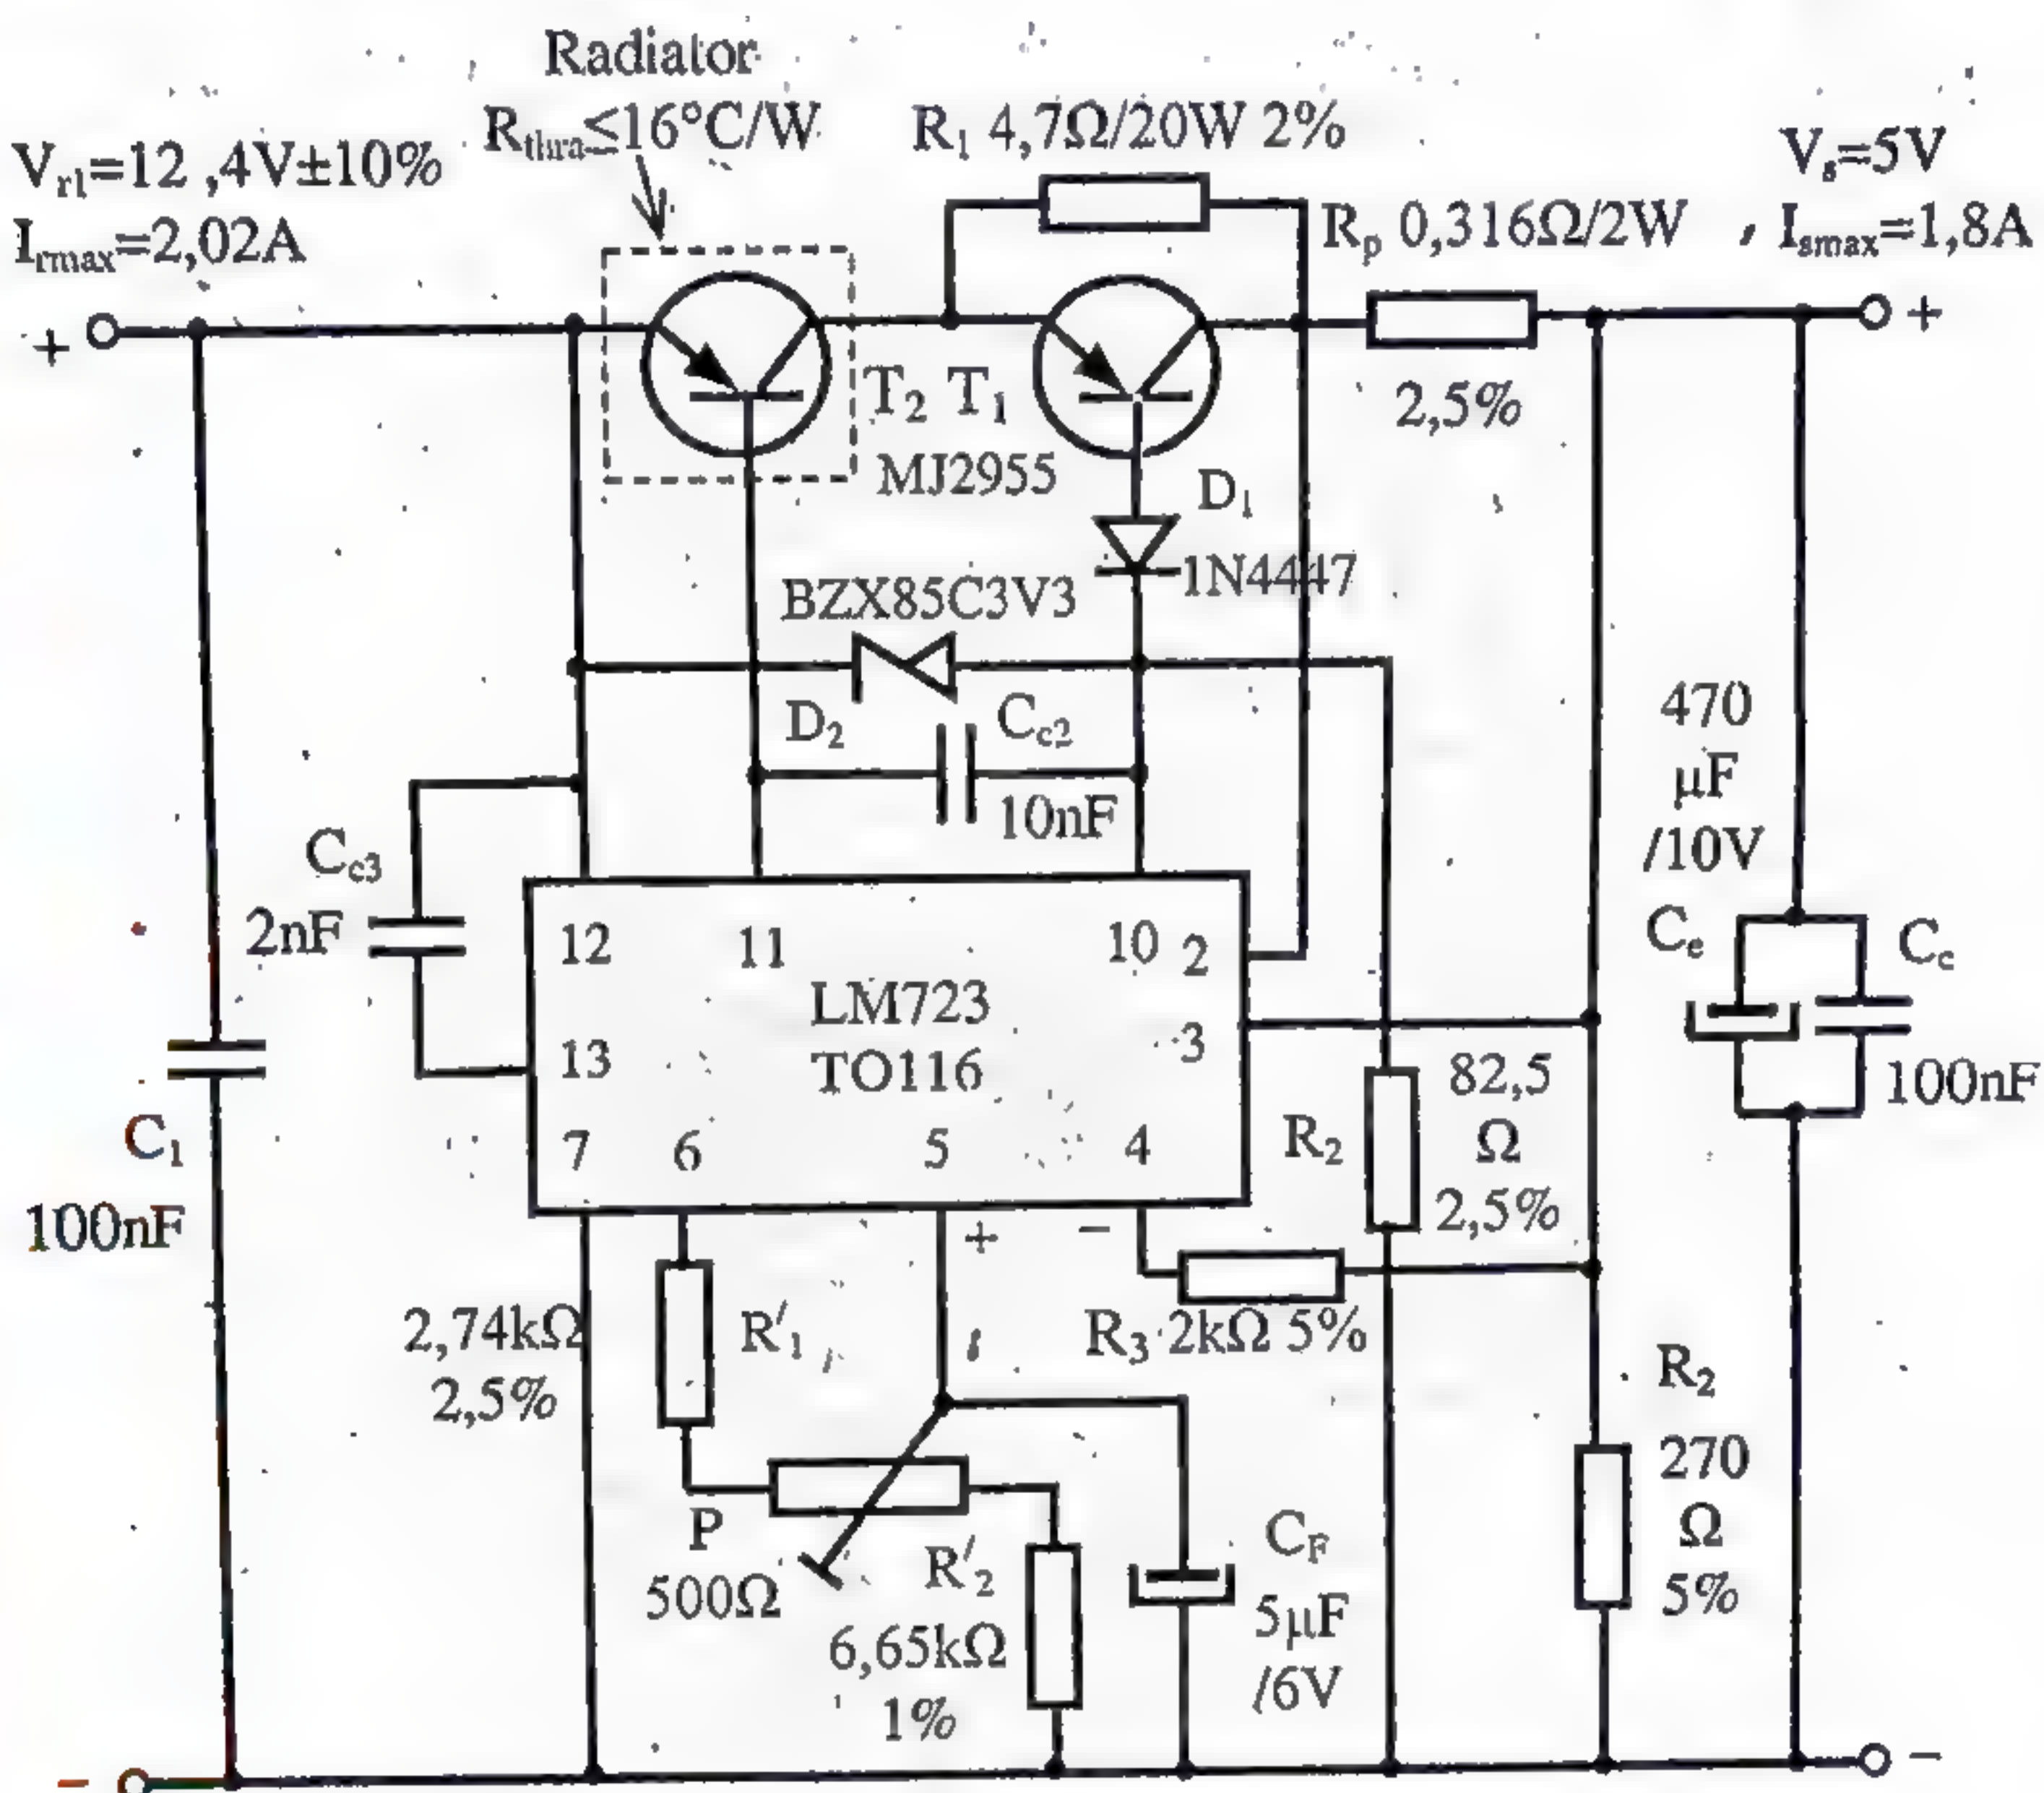 Radiator
Rthra≤16°C/W
R1 4,7Ω/20W 2%
Vr1=12 ,4V±10%
Irmax=2,02A
Vs=5V
Ismax=1,8A
Rp 0,316Ω/2W
2,5%
+
+
T2 T1
MJ2955
D1
1N4447
BZX85C3V3
D2
Cc2
10nF
470
μF
/10V
Ce
Cc
100nF
Cc3
2nF
12
11
10
2
LM723
TO116
13
3
7
6
5
4
C1
100nF
R2
82,5
Ω
2,5%
+
-
2,74kΩ
2,5%
R'1
R3 2kΩ 5%
R2
270
Ω
5%
P
500Ω
R'2
6,65kΩ
1%
CF
5μF
/6V
-
-